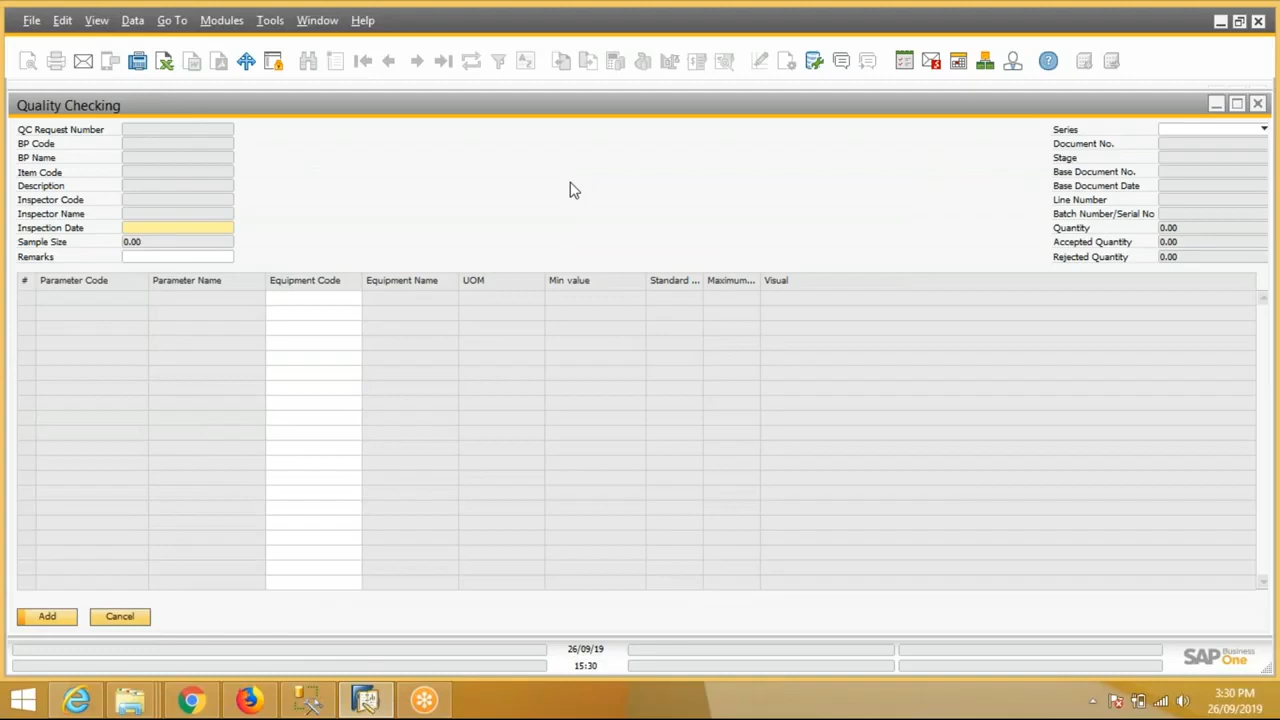 File Edit View Data Go To Modules Tools Window Help
Quality Checking
QC Request Number
BP Code
BP Name
Item Code
Description
Inspector Code
Inspector Name
Inspection Date
Sample Size 0.00
Remarks
Series
Document No.
Stage
Base Document No.
Base Document Date
Line Number
Batch Number/Serial No
Quantity 0.00
Accepted Quantity 0.00
Rejected Quantity 0.00
# Parameter Code Parameter Name Equipment Code Equipment Name UOM Min value Standard ... Maximum... Visual
Add Cancel
26/09/19
15:30
SAP Business One
3:30 PM
26/09/2019